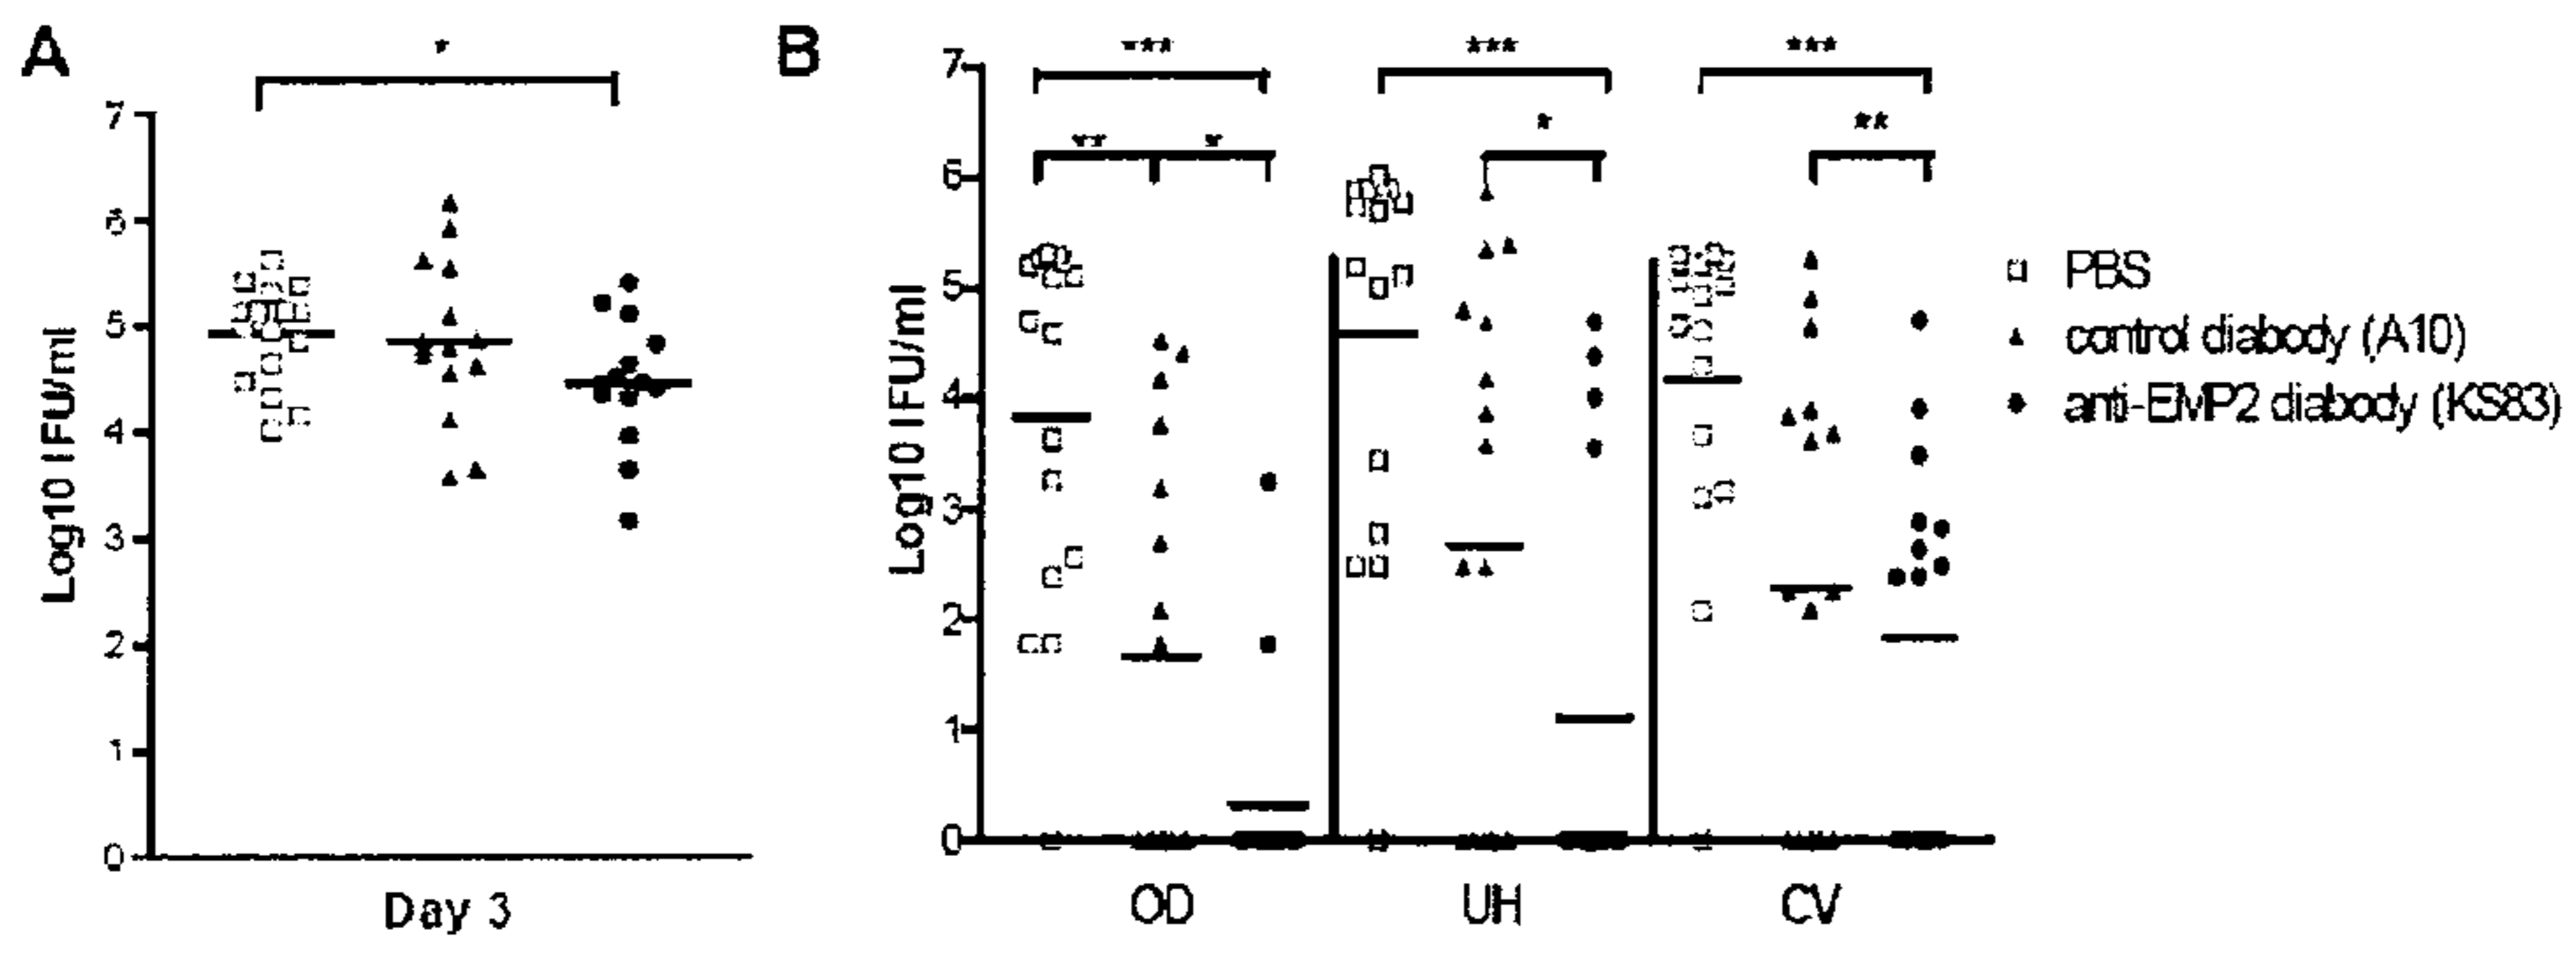 A
*
7
6
5
4
3
2
1
0
Log10 IFU/ml
Day 3
B
***
***
***
**
*
*
**
7
6
5
4
3
2
1
0
Log10 IFU/ml
OD
UH
CV
PBS
control diabody (A10)
anti-EMP2 diabody (KS83)